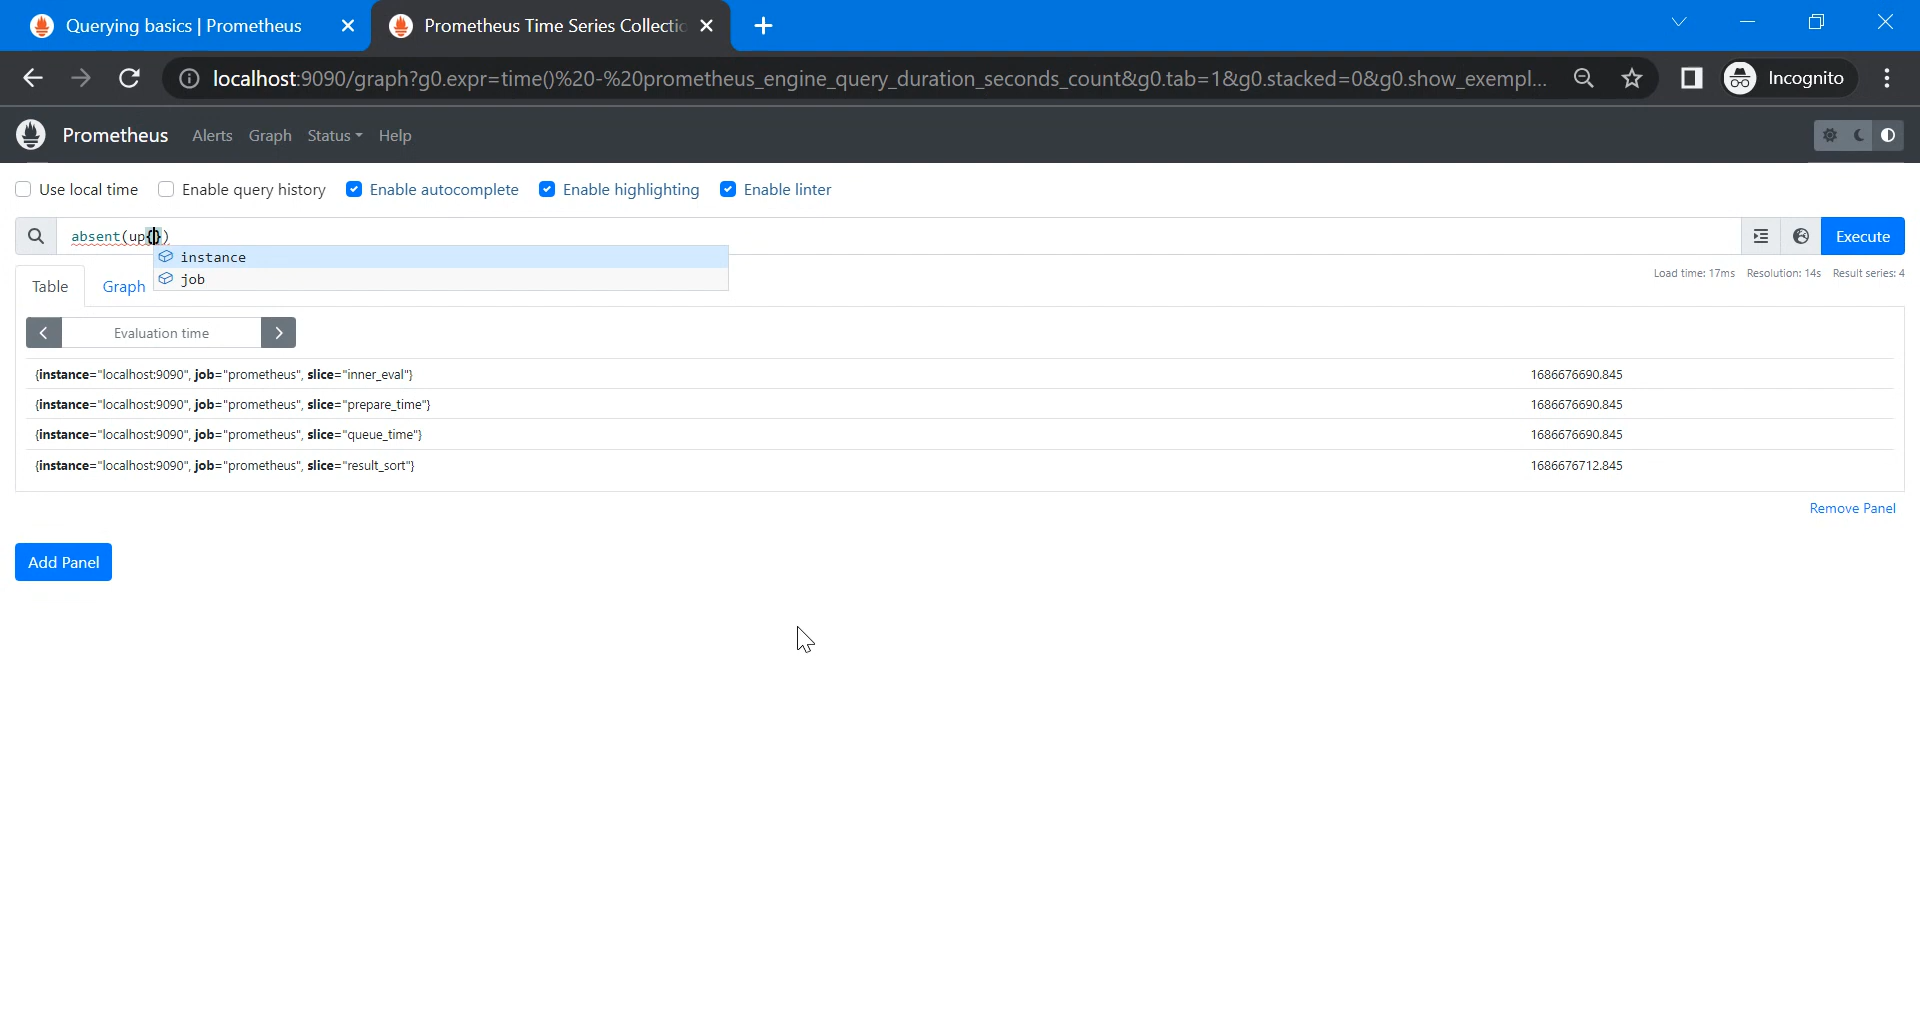 Querying basics | Prometheus
Prometheus Time Series Collectio
localhost:9090/graph?g0.expr=time()%20-%20prometheus_engine_query_duration_seconds_count&g0.tab=1&g0.stacked=0&g0.show_exempl...
Incognito
Prometheus Alerts Graph Status Help
Use local time Enable query history Enable autocomplete Enable highlighting Enable linter
absent(up{})
Execute
instance
job
Table Graph
Load time: 17ms Resolution: 14s Result series: 4
Evaluation time
{instance="localhost:9090", job="prometheus", slice="inner_eval"} 1686676690.845
{instance="localhost:9090", job="prometheus", slice="prepare_time"} 1686676690.845
{instance="localhost:9090", job="prometheus", slice="queue_time"} 1686676690.845
{instance="localhost:9090", job="prometheus", slice="result_sort"} 1686676712.845
Remove Panel
Add Panel